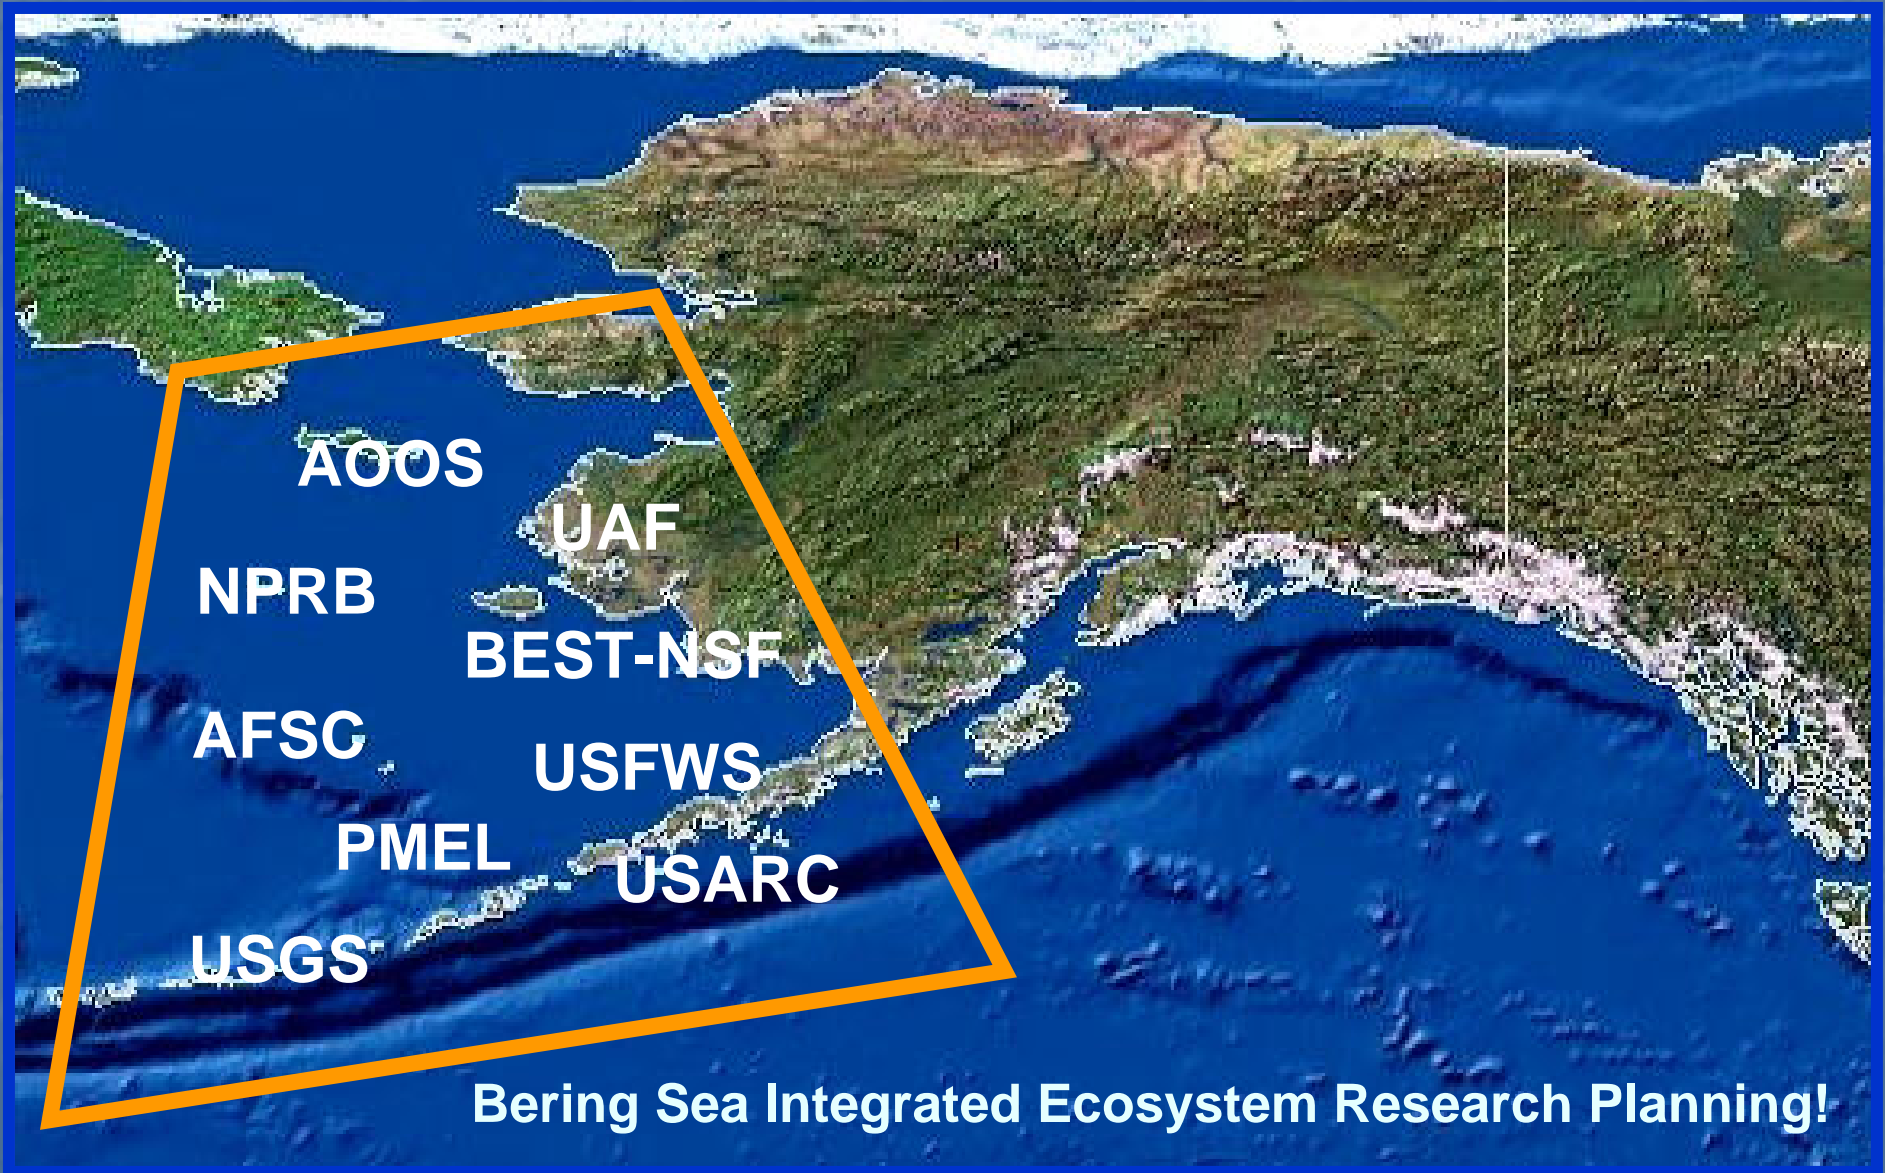 AOOS
UAF
NPRB
BEST-NSF
AFSC
USFWS
PMEL
USARC
USGS
Bering Sea Integrated Ecosystem Research Planning!